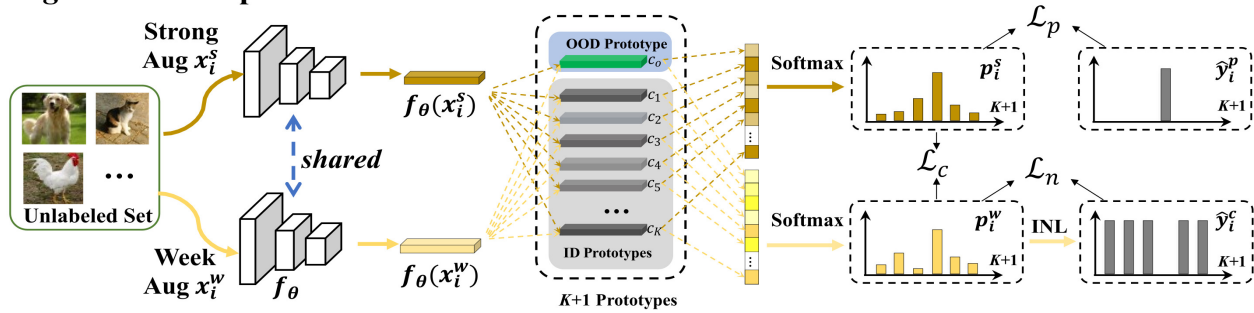 Strong
Aug x_i^s
f_θ(x_i^s)
shared
Unlabeled Set
...
Week
Aug x_i^w
f_θ
f_θ(x_i^w)
OOD Prototype
c_o
c_1
c_2
c_3
c_4
c_5
...
c_K
ID Prototypes
K+1 Prototypes
Softmax
Softmax
p_i^s
K+1
L_p
ŷ_i^p
K+1
L_c
L_n
p_i^w
K+1
INL
ŷ_i^c
K+1